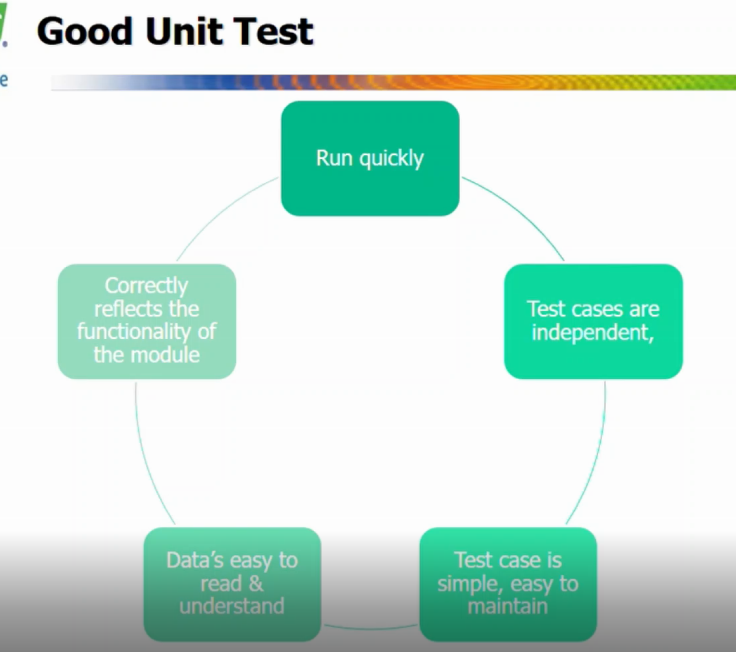 Good Unit Test
e
Run quickly
Test cases are
independent,
Test case is
simple, easy to
maintain
Data's easy to
read &
understand
Correctly
reflects the
functionality of
the module